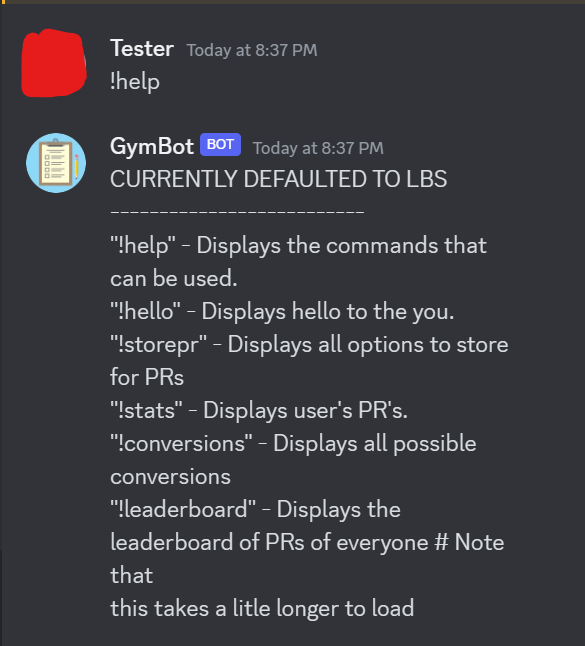 Tester Today at 8:37 PM
!help
GymBot BOT Today at 8:37 PM
CURRENTLY DEFAULTED TO LBS
--------------------------
"!help" - Displays the commands that
can be used.
"!hello" - Displays hello to the you.
"!storepr" - Displays all options to store
for PRs
"!stats" - Displays user's PR's.
"!conversions" - Displays all possible
conversions
"!leaderboard" - Displays the
leaderboard of PRs of everyone # Note
that
this takes a litle longer to load